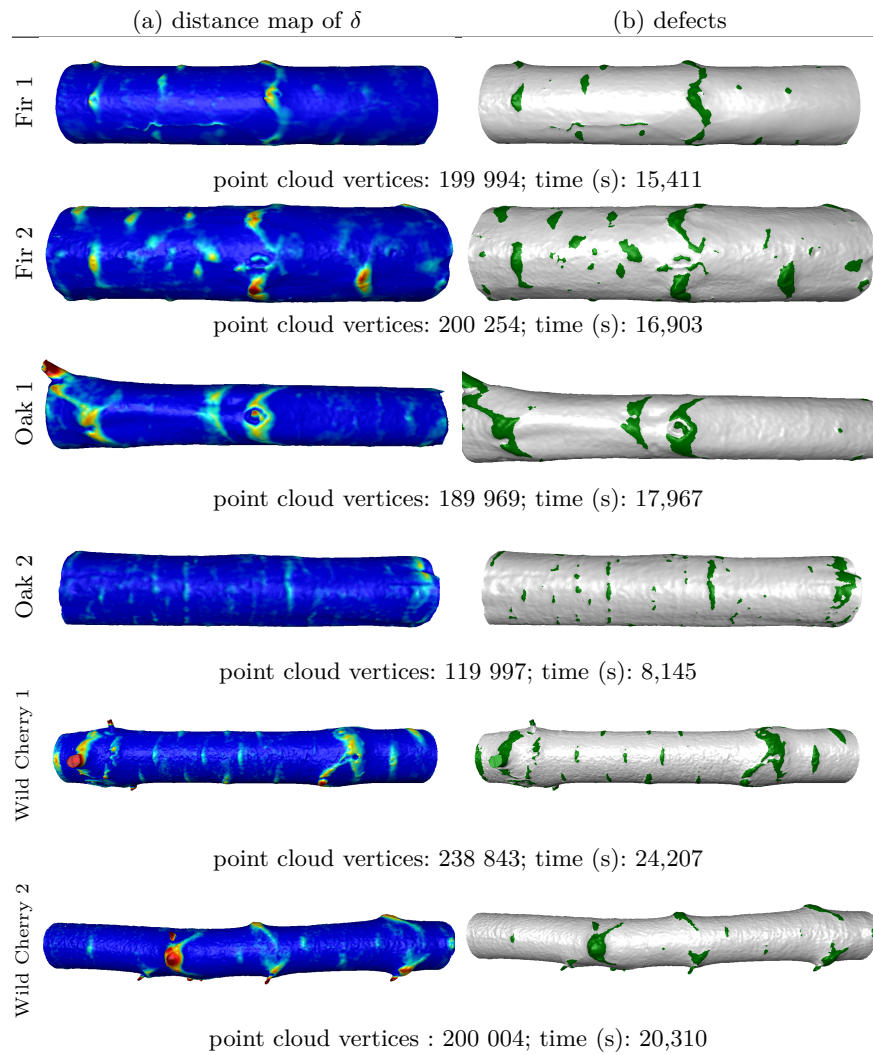 (a) distance map of δ (b) defects
Fir 1
point cloud vertices: 199 994; time (s): 15,411
Fir 2
point cloud vertices: 200 254; time (s): 16,903
Oak 1
point cloud vertices: 189 969; time (s): 17,967
Oak 2
point cloud vertices: 119 997; time (s): 8,145
Wild Cherry 1
point cloud vertices: 238 843; time (s): 24,207
Wild Cherry 2
point cloud vertices : 200 004; time (s): 20,310